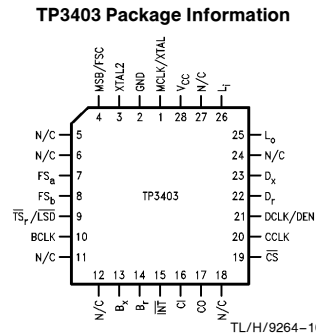 TP3403 Package Information
MSB/FSC
XTAL2
GND
MCLK/XTAL
VCC
N/C
Li
4 3 2 1 28 27 26
N/C 5
N/C 6
FSa 7
FSb 8
TSr/LSD 9
BCLK 10
N/C 11
TP3403
25 Lo
24 N/C
23 Dx
22 Dr
21 DCLK/DEN
20 CCLK
19 CS
12 13 14 15 16 17 18
N/C
Bx
Br
INT
CI
CO
N/C